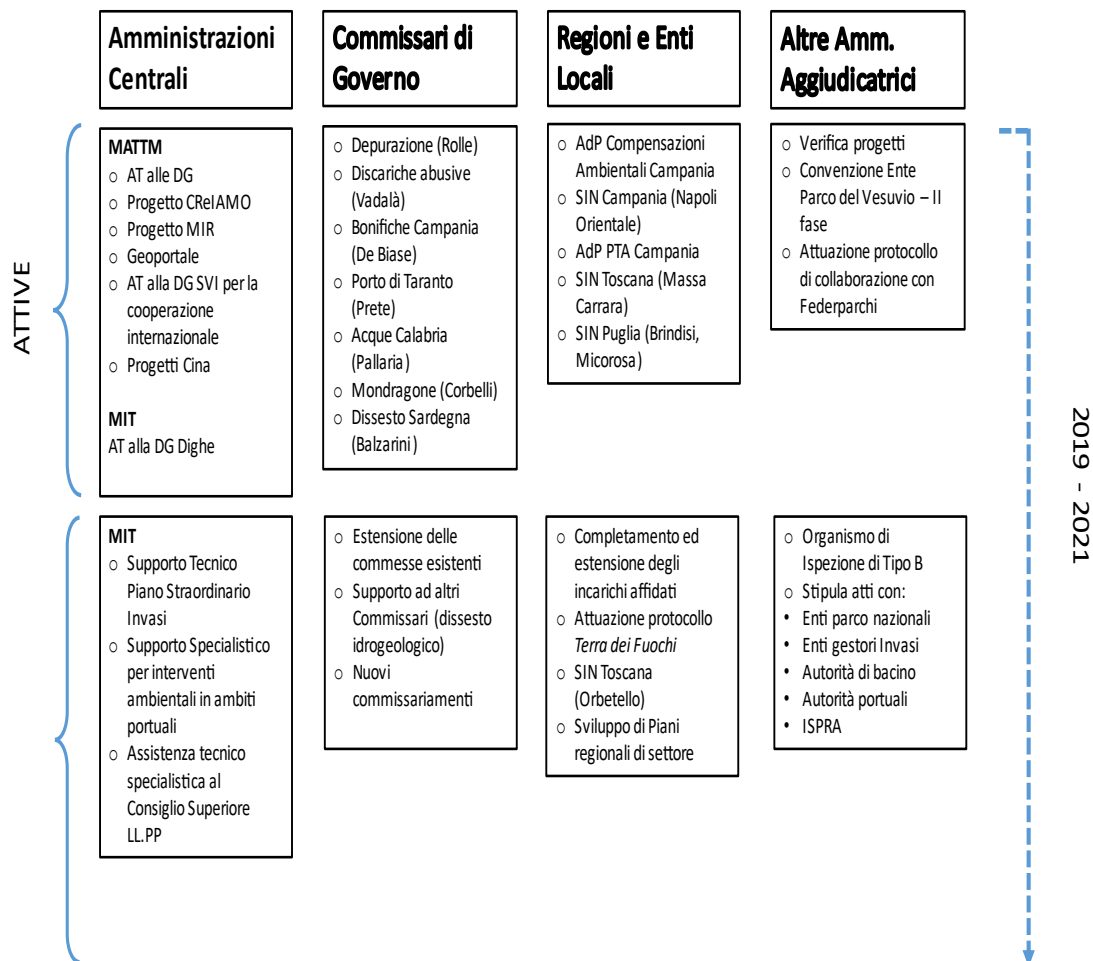 Amministrazioni
Centrali
Commissari di
Governo
Regioni e Enti
Locali
Altre Amm.
Aggiudicatrici
ATTIVE
MATTM
o AT alle DG
o Progetto CReIAMO
o Progetto MIR
o Geoportale
o AT alla DG SVI per la
cooperazione
internazionale
o Progetti Cina
MIT
AT alla DG Dighe
o Depurazione (Rolle)
o Discariche abusive
(Vadalà)
o Bonifiche Campania
(De Biase)
o Porto di Taranto
(Prete)
o Acque Calabria
(Pallaria)
o Mondragone (Corbelli)
o Dissesto Sardegna
(Balzarini)
o AdP Compensazioni
Ambientali Campania
o SIN Campania (Napoli
Orientale)
o AdP PTA Campania
o SIN Toscana (Massa
Carrara)
o SIN Puglia (Brindisi,
Micorosa)
o Verifica progetti
o Convenzione Ente
Parco del Vesuvio – II
fase
o Attuazione protocollo
di collaborazione con
Federparchi
2019 - 2021
MIT
o Supporto Tecnico
Piano Straordinario
Invasi
o Supporto Specialistico
per interventi
ambientali in ambiti
portuali
o Assistenza tecnico
specialistica al
Consiglio Superiore
LL.PP
o Estensione delle
commesse esistenti
o Supporto ad altri
Commissari (dissesto
idrogeologico)
o Nuovi
commissariamenti
o Completamento ed
estensione degli
incarichi affidati
o Attuazione protocollo
Terra dei Fuochi
o SIN Toscana
(Orbetello)
o Sviluppo di Piani
regionali di settore
o Organismo di
Ispezione di Tipo B
o Stipula atti con:
• Enti parco nazionali
• Enti gestori Invasi
• Autorità di bacino
• Autorità portuali
• ISPRA